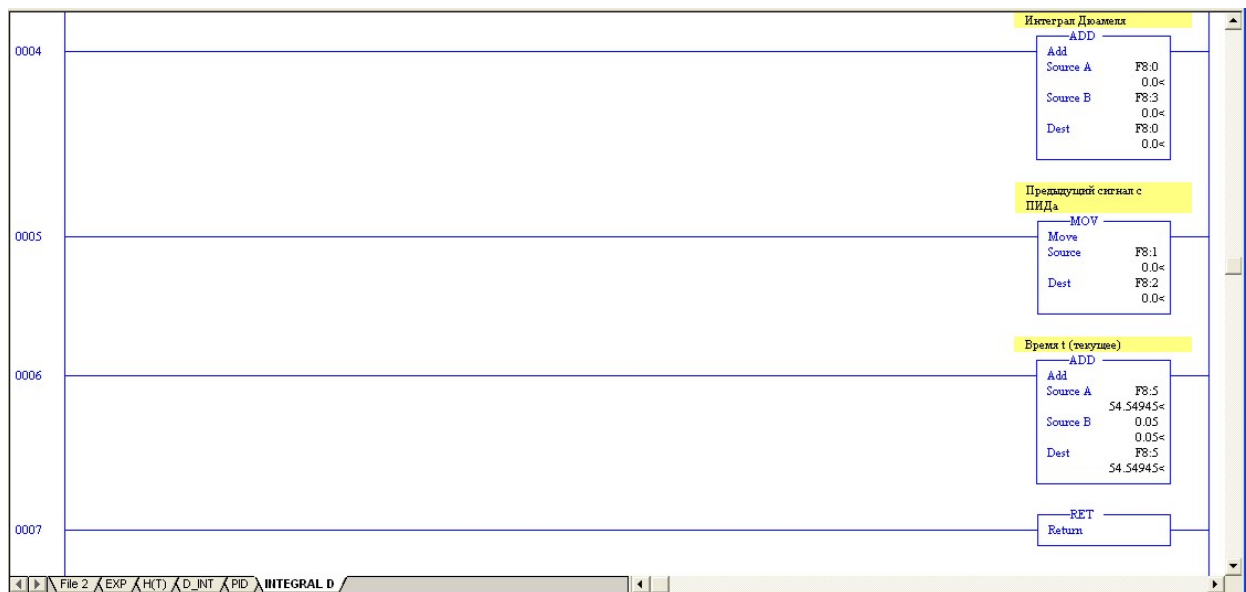 Интеграл Дюамеля
0004
ADD
Add
Source A F8:0
0.0<
Source B F8:3
0.0<
Dest F8:0
0.0<
Предыдущий сигнал с
ПИДа
0005
MOV
Move
Source F8:1
0.0<
Dest F8:2
0.0<
Время t (текущее)
0006
ADD
Add
Source A F8:5
54.54945<
Source B 0.05
0.05<
Dest F8:5
54.54945<
0007
RET
Return
File 2 EXP H(T) D_INT PID INTEGRAL D